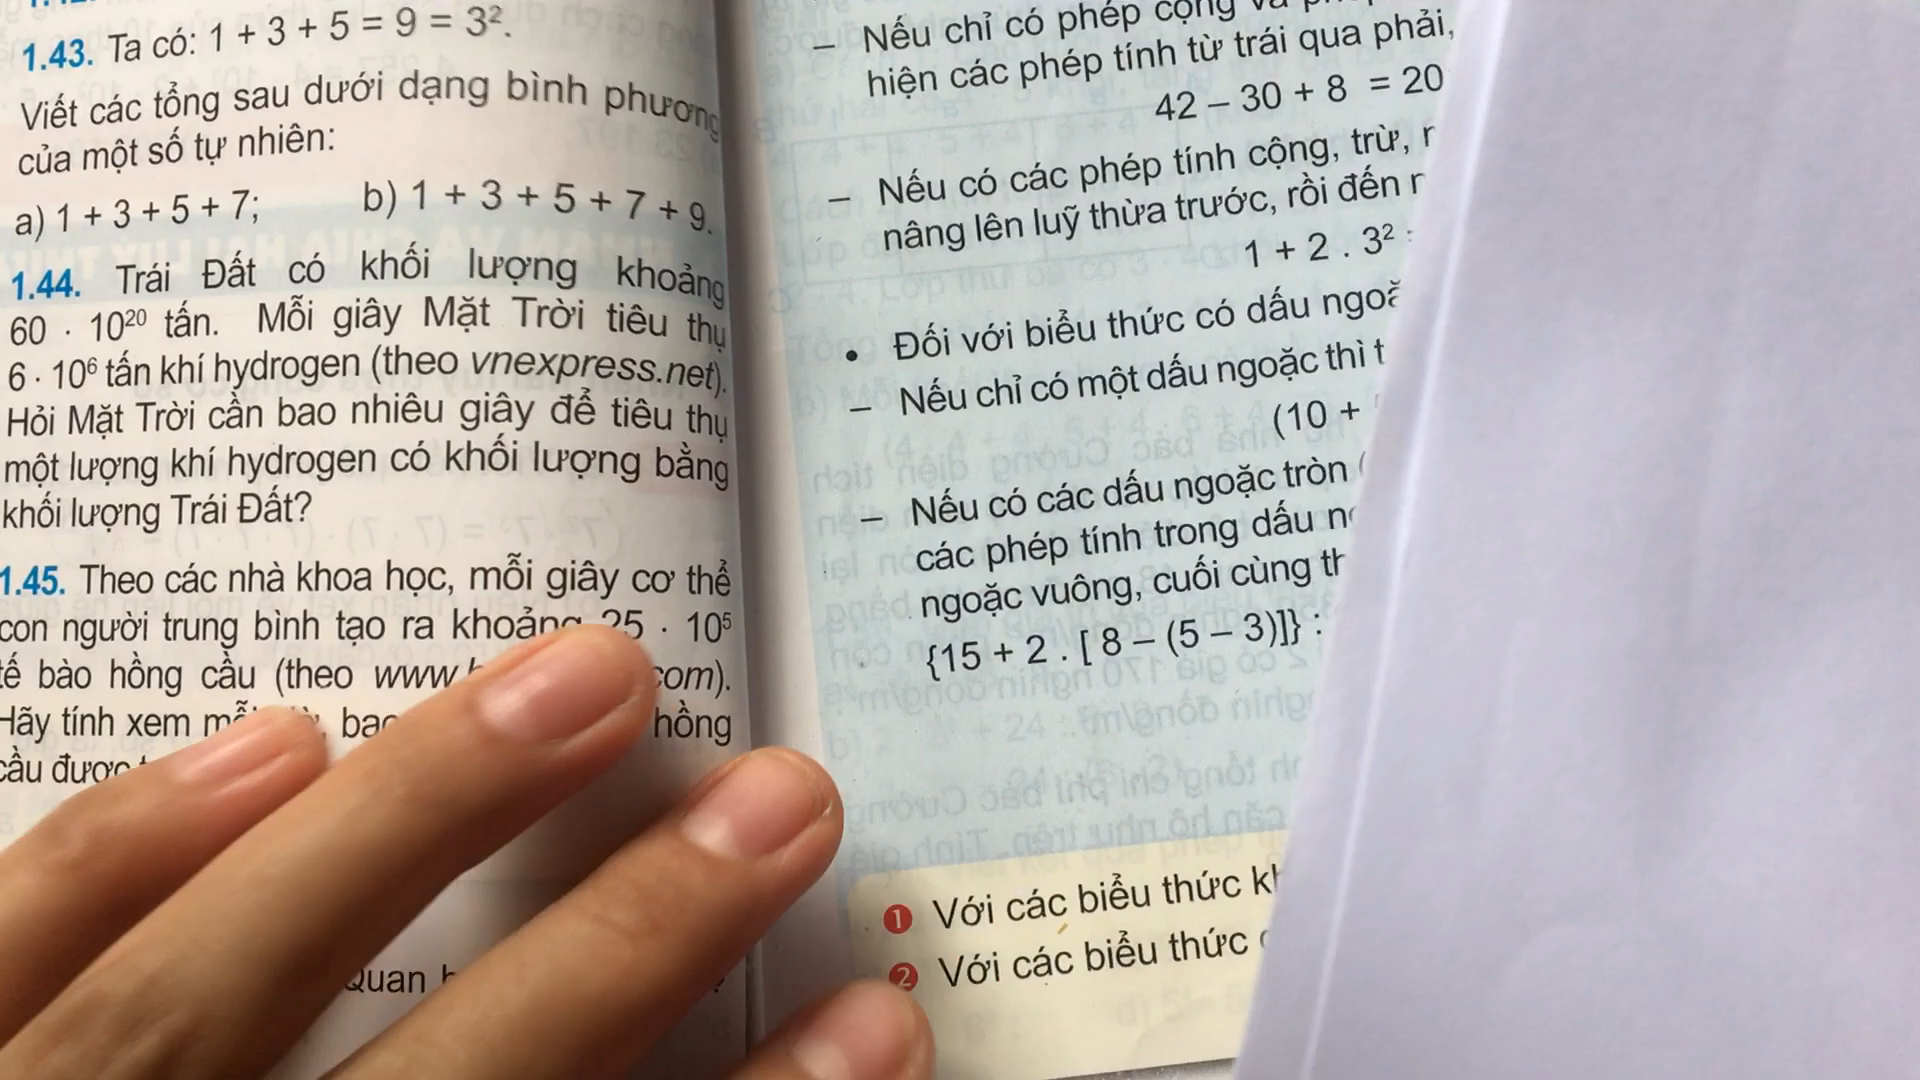 1.43. Ta có: 1 + 3 + 5 = 9 = 3².
Viết các tổng sau dưới dạng bình phương
của một số tự nhiên:
a) 1 + 3 + 5 + 7; b) 1 + 3 + 5 + 7 + 9.
1.44. Trái Đất có khối lượng khoảng
60 · 10²⁰ tấn. Mỗi giây Mặt Trời tiêu thụ
6 · 10⁶ tấn khí hydrogen (theo vnexpress.net).
Hỏi Mặt Trời cần bao nhiêu giây để tiêu thụ
một lượng khí hydrogen có khối lượng bằng
khối lượng Trái Đất?
1.45. Theo các nhà khoa học, mỗi giây cơ thể
con người trung bình tạo ra khoảng 25 · 10⁵
tế bào hồng cầu (theo www. com).
Hãy tính xem hồng
cầu được
Quan
– Nếu chỉ có phép cộng và
hiện các phép tính từ trái qua phải,
42 – 30 + 8 = 20
– Nếu có các phép tính cộng, trừ,
nâng lên luỹ thừa trước, rồi đến
1 + 2 . 3²
• Đối với biểu thức có dấu ngoặ
– Nếu chỉ có một dấu ngoặc thì
(10 +
– Nếu có các dấu ngoặc tròn (
các phép tính trong dấu
ngoặc vuông, cuối cùng
{15 + 2 . [ 8 – (5 – 3)]} :
1 Với các biểu thức
2 Với các biểu thức